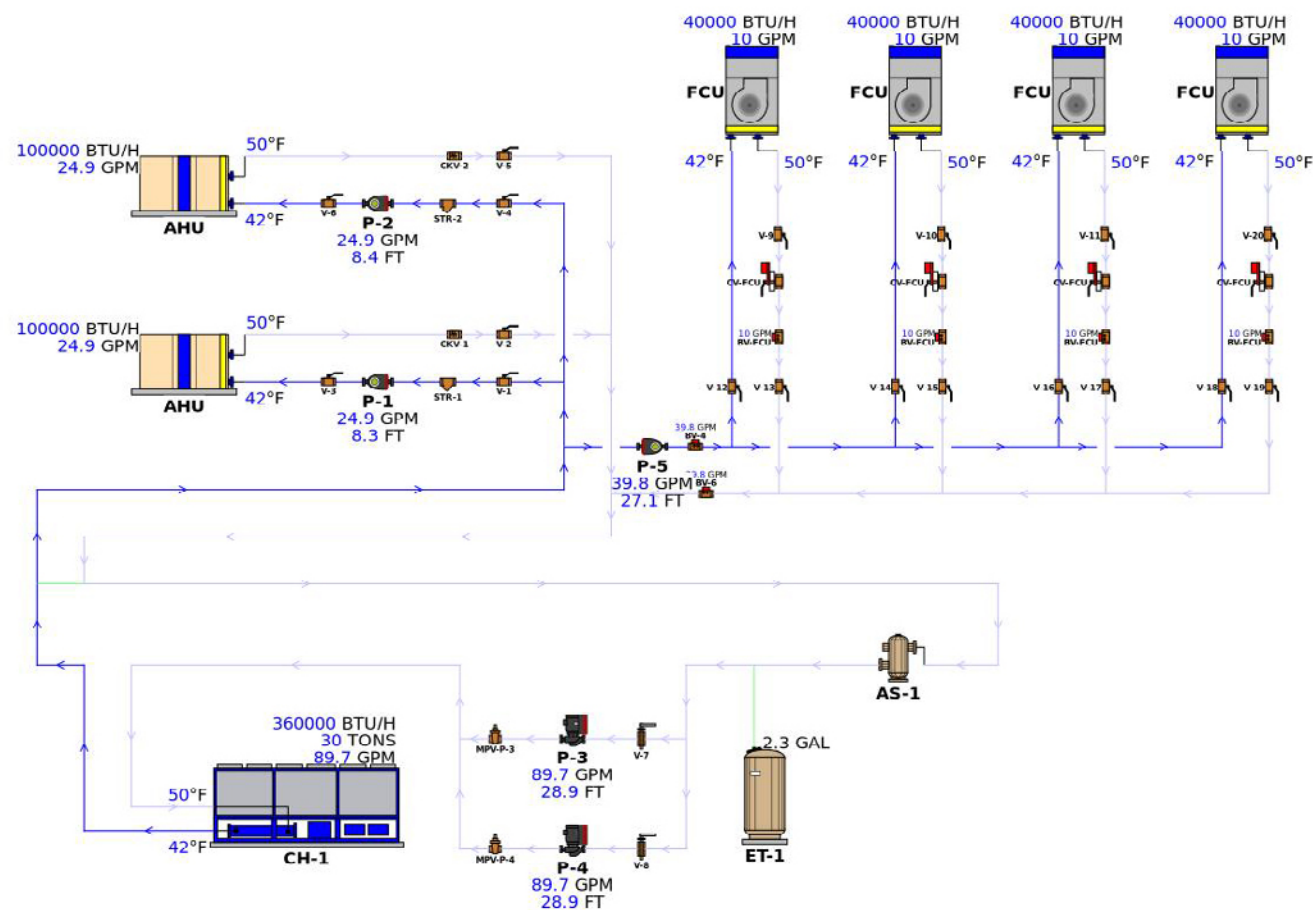 40000 BTU/H
10 GPM
40000 BTU/H
10 GPM
40000 BTU/H
10 GPM
40000 BTU/H
10 GPM
FCU
FCU
FCU
FCU
42°F
50°F
42°F
50°F
42°F
50°F
42°F
50°F
100000 BTU/H
24.9 GPM
50°F
CKV 2
V 5
42°F
AHU
V-6
P-2
24.9 GPM
8.4 FT
STR-2
V-4
V-9
V-10
V-11
V-20
CV-FCU
CV-FCU
CV-FCU
CV-FCU
100000 BTU/H
24.9 GPM
50°F
CKV 1
V 2
42°F
AHU
V-3
P-1
24.9 GPM
8.3 FT
STR-1
V-1
10 GPM
BV-FCU
10 GPM
BV-FCU
10 GPM
BV-FCU
10 GPM
BV-FCU
V 12
V 13
V 14
V 15
V 16
V 17
V 18
V 19
39.8 GPM
BV-4
P-5
39.8 GPM
27.1 FT
GPM
BV-6
AS-1
360000 BTU/H
30 TONS
89.7 GPM
50°F
42°F
CH-1
MPV-P-3
P-3
89.7 GPM
28.9 FT
V-7
MPV-P-4
P-4
89.7 GPM
28.9 FT
V-8
2.3 GAL
ET-1